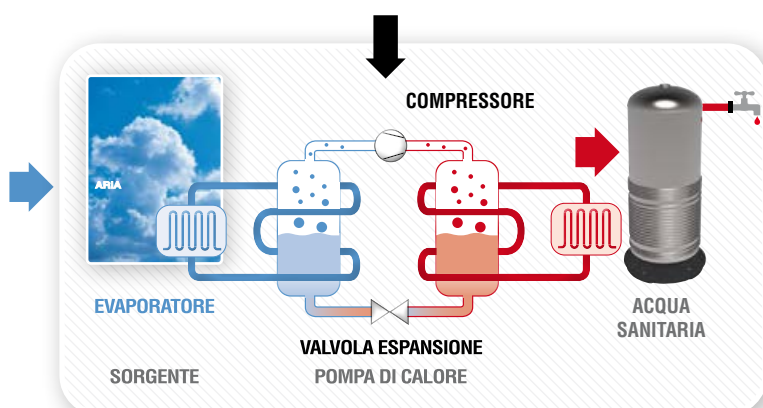 COMPRESSORE
ARIA
EVAPORATORE
ACQUA
SANITARIA
VALVOLA ESPANSIONE
SORGENTE
POMPA DI CALORE